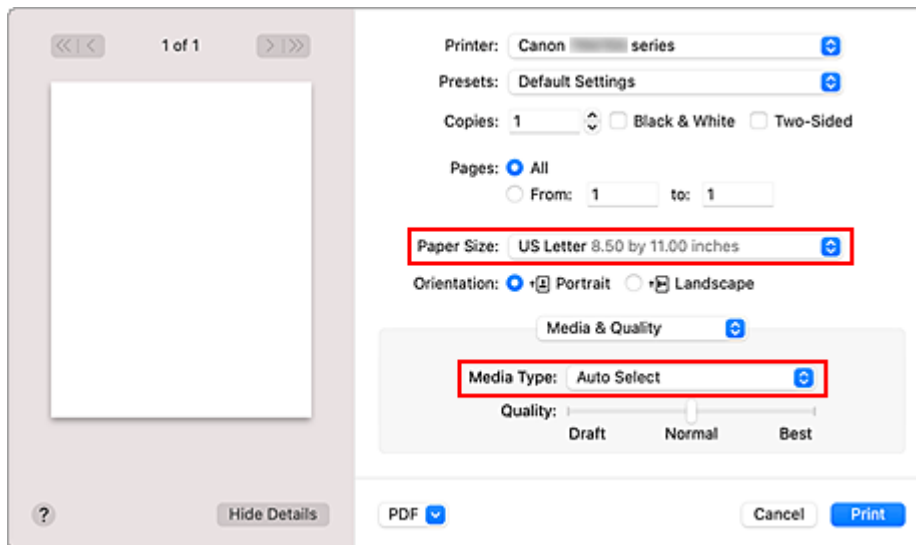 1 of 1
Printer: Canon series
Presets: Default Settings
Copies: 1 Black & White Two-Sided
Pages: All
From: 1 to: 1
Paper Size: US Letter 8.50 by 11.00 inches
Orientation: Portrait Landscape
Media & Quality
Media Type: Auto Select
Quality:
Draft Normal Best
? Hide Details PDF Cancel Print